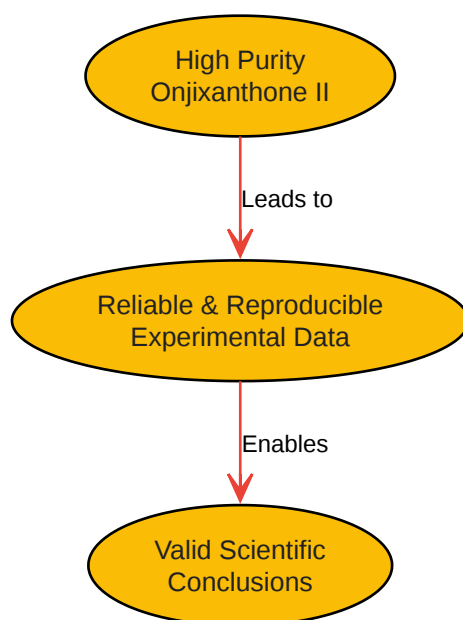 High Purity
Onjixanthone II
Leads to
Reliable & Reproducible
Experimental Data
Enables
Valid Scientific
Conclusions